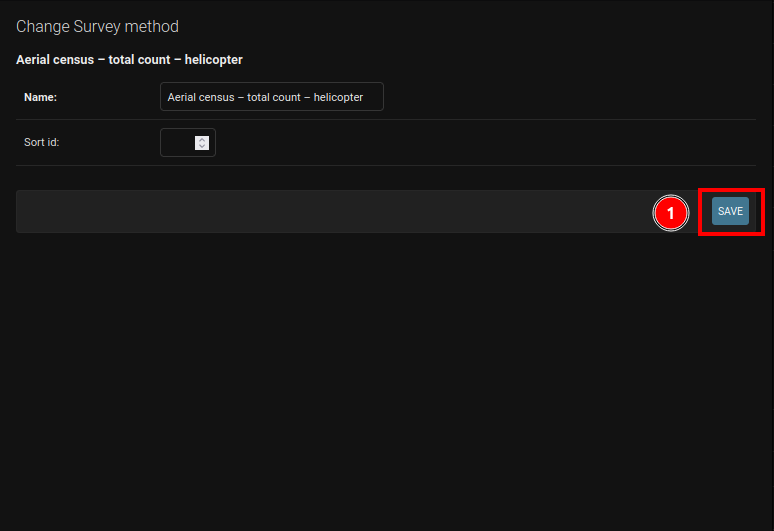 Change Survey method
Aerial census – total count – helicopter
Name: Aerial census – total count – helicopter
Sort id:
1 SAVE